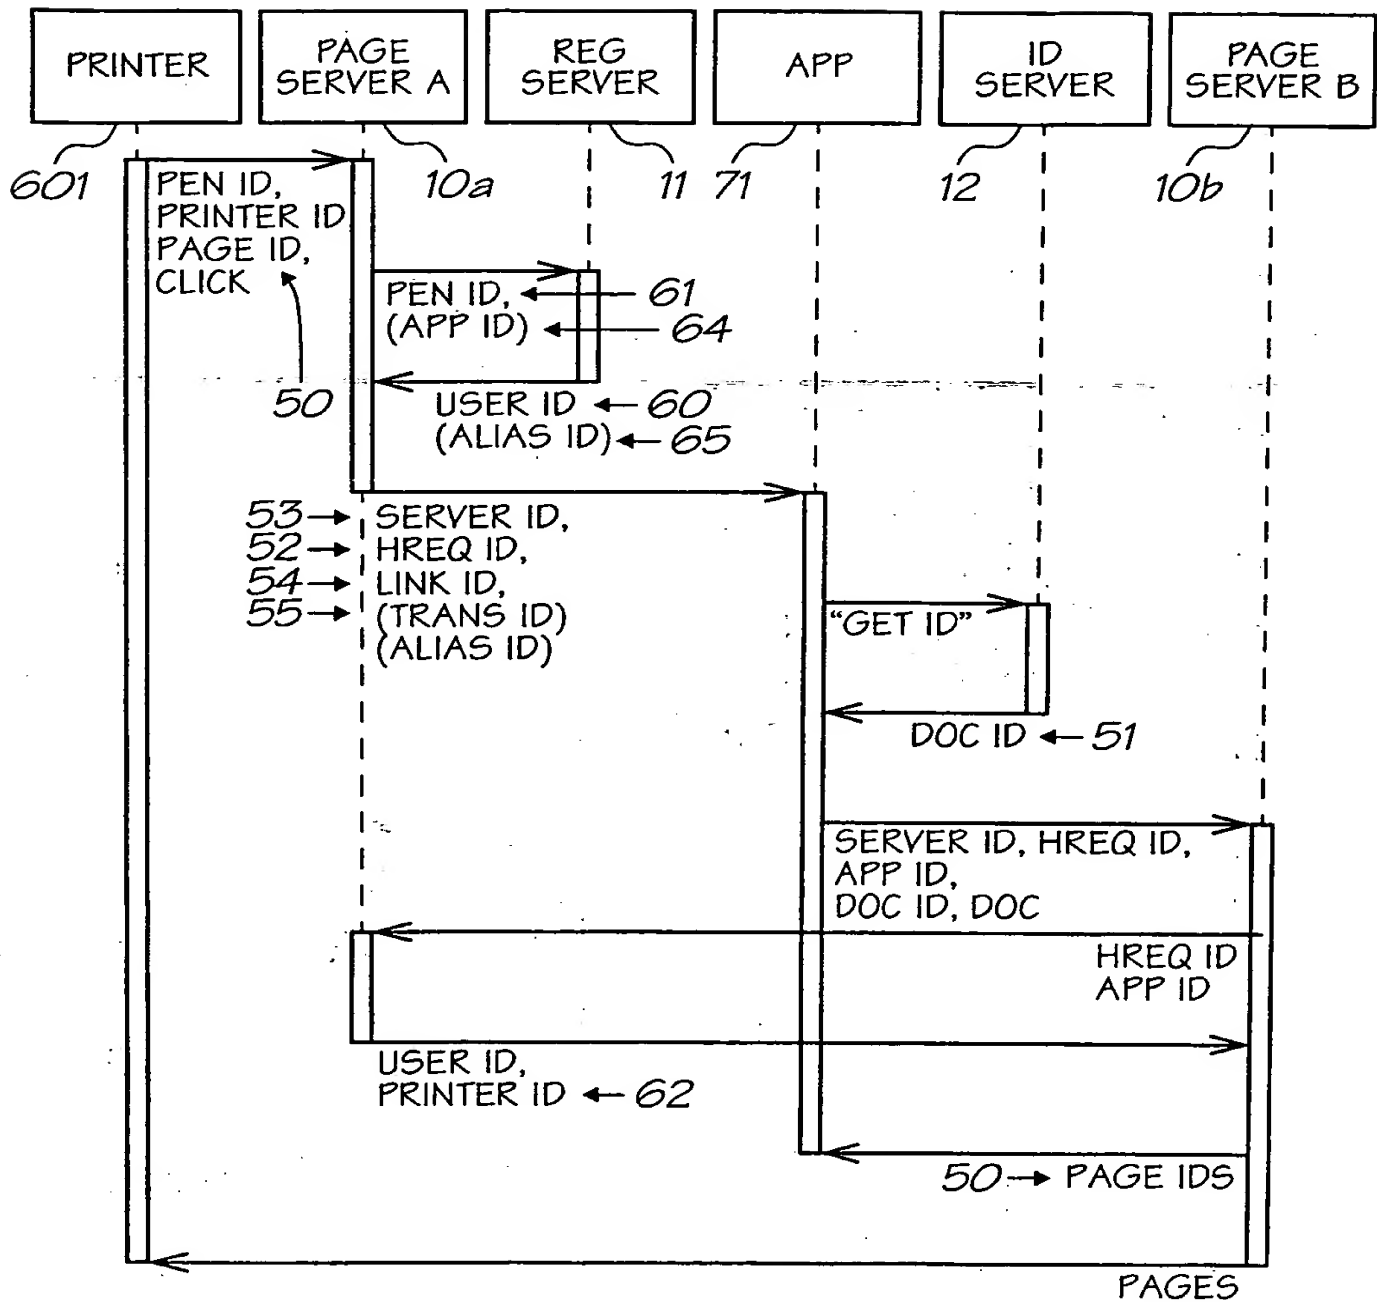 PRINTER
PAGE
SERVER A
REG
SERVER
APP
ID
SERVER
PAGE
SERVER B
601
10a
11
71
12
10b
PEN ID,
PRINTER ID
PAGE ID,
CLICK
50
PEN ID,
61
(APP ID)
64
USER ID
60
(ALIAS ID)
65
53
SERVER ID,
52
HREQ ID,
54
LINK ID,
55
(TRANS ID)
(ALIAS ID)
"GET ID"
DOC ID
51
SERVER ID, HREQ ID,
APP ID,
DOC ID, DOC
HREQ ID
APP ID
USER ID,
PRINTER ID
62
50
PAGE IDS
PAGES